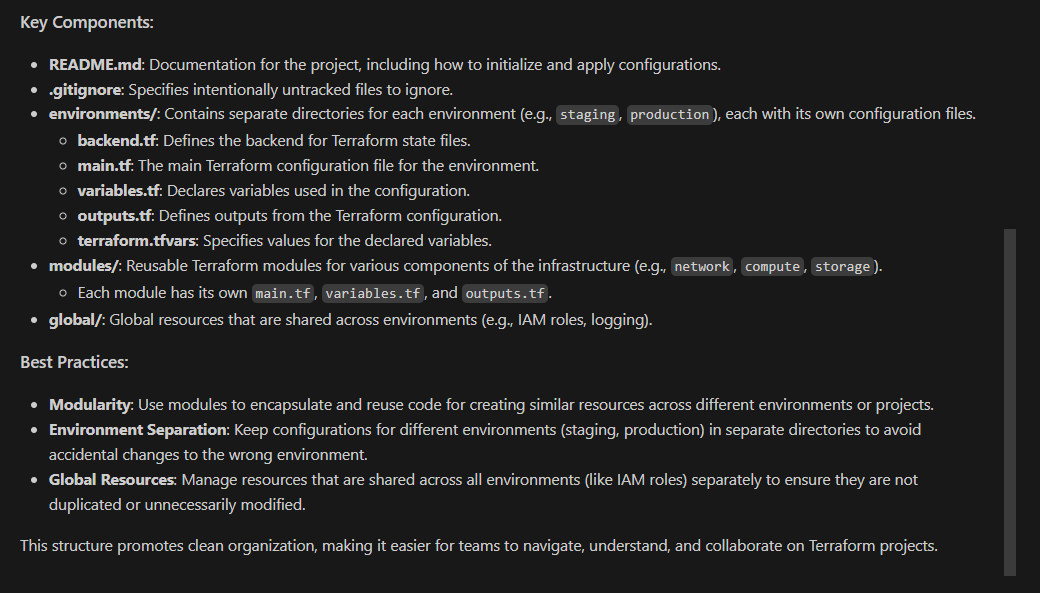 Key Components:
• README.md: Documentation for the project, including how to initialize and apply configurations.
• .gitignore: Specifies intentionally untracked files to ignore.
• environments/: Contains separate directories for each environment (e.g., staging, production), each with its own configuration files.
○ backend.tf: Defines the backend for Terraform state files.
○ main.tf: The main Terraform configuration file for the environment.
○ variables.tf: Declares variables used in the configuration.
○ outputs.tf: Defines outputs from the Terraform configuration.
○ terraform.tfvars: Specifies values for the declared variables.
• modules/: Reusable Terraform modules for various components of the infrastructure (e.g., network, compute, storage).
○ Each module has its own main.tf, variables.tf, and outputs.tf.
• global/: Global resources that are shared across environments (e.g., IAM roles, logging).
Best Practices:
• Modularity: Use modules to encapsulate and reuse code for creating similar resources across different environments or projects.
• Environment Separation: Keep configurations for different environments (staging, production) in separate directories to avoid
accidental changes to the wrong environment.
• Global Resources: Manage resources that are shared across all environments (like IAM roles) separately to ensure they are not
duplicated or unnecessarily modified.
This structure promotes clean organization, making it easier for teams to navigate, understand, and collaborate on Terraform projects.